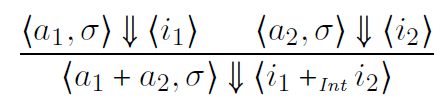 ⟨a₁, σ⟩ ⇓ ⟨i₁⟩    ⟨a₂, σ⟩ ⇓ ⟨i₂⟩
⟨a₁ + a₂, σ⟩ ⇓ ⟨i₁ +_Int i₂⟩